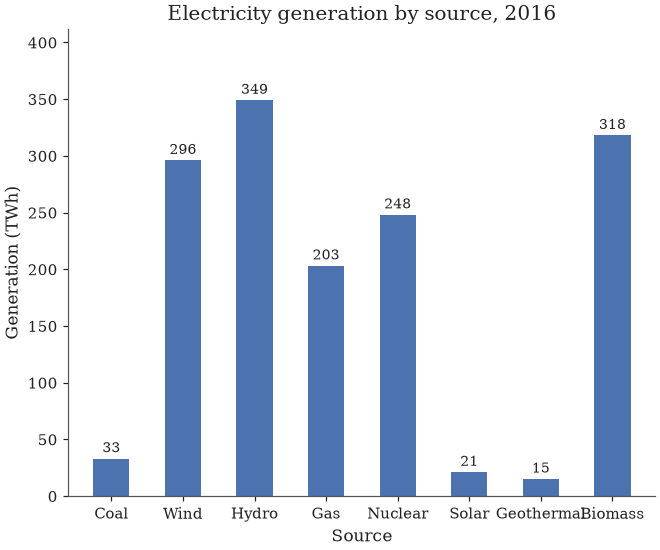 Electricity generation by source, 2016
Generation (TWh)
400
350
300
250
200
150
100
50
0
33
296
349
203
248
21
15
318
Coal
Wind
Hydro
Gas
Nuclear
Solar
Geothermal
Biomass
Source